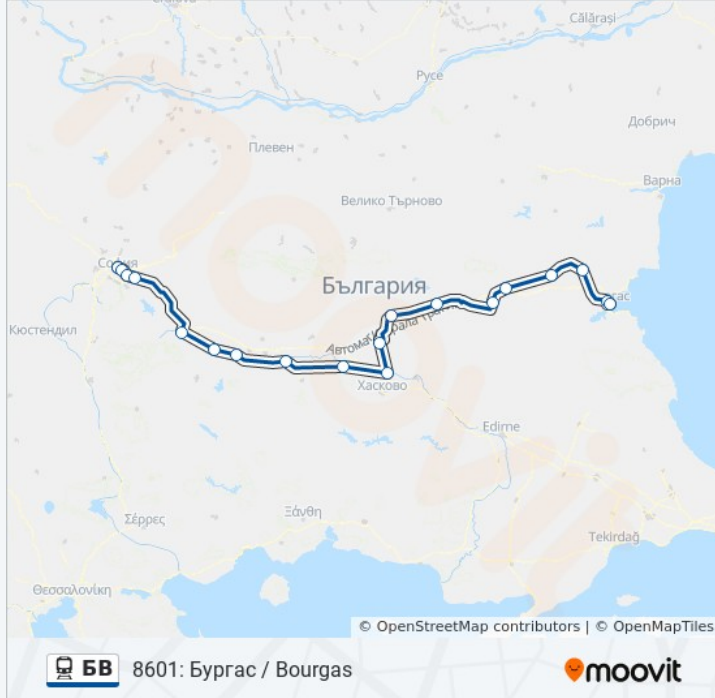 Călărași
Русе
Добрич
Плевен
Варна
Велико Търново
София
България
Кюстендил
Хасково
Edirne
Σέρρες
Ξάνθη
Tekirdağ
Θεσσαλονίκη
© OpenStreetMap contributors | © OpenMapTiles
БВ 8601: Бургас / Bourgas
moovit